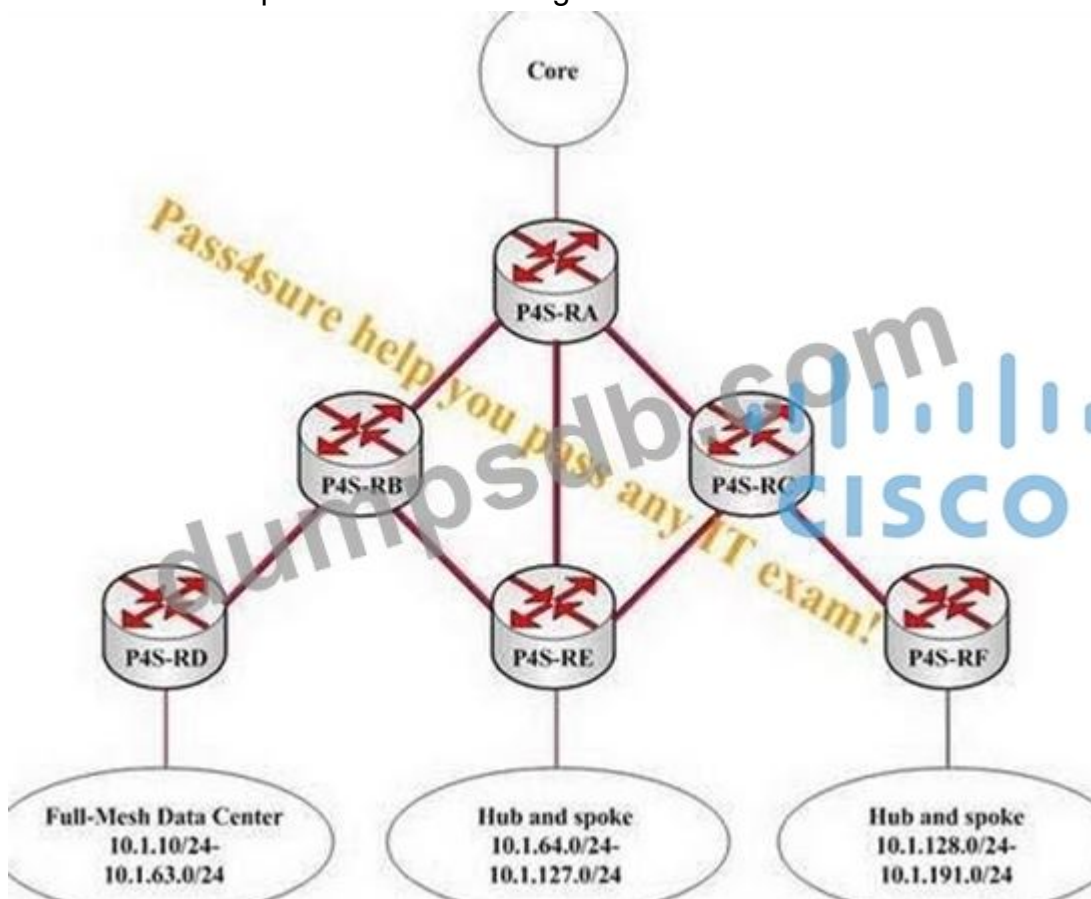 Core
P4S-RA
P4S-RB
P4S-RC
P4S-RD
P4S-RE
P4S-RF
Full-Mesh Data Center
10.1.10/24-
10.1.63.0/24
Hub and spoke
10.1.64.0/24-
10.1.127.0/24
Hub and spoke
10.1.128.0/24-
10.1.191.0/24
Pass4sure help you pass any IT exam!
dumpsdb.com
CISCO